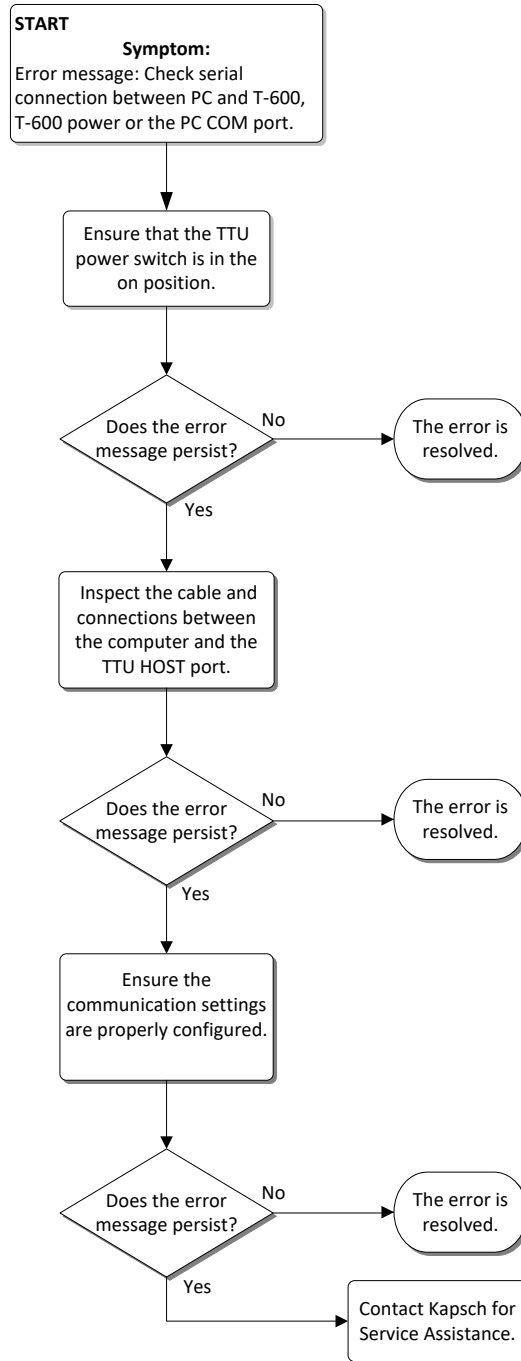 START
Symptom:
Error message: Check serial
connection between PC and T-600,
T-600 power or the PC COM port.
Ensure that the TTU
power switch is in the
on position.
Does the error
message persist?
No
The error is
resolved.
Yes
Inspect the cable and
connections between
the computer and the
TTU HOST port.
Does the error
message persist?
No
The error is
resolved.
Yes
Ensure the
communication settings
are properly configured.
Does the error
message persist?
No
The error is
resolved.
Yes
Contact Kapsch for
Service Assistance.